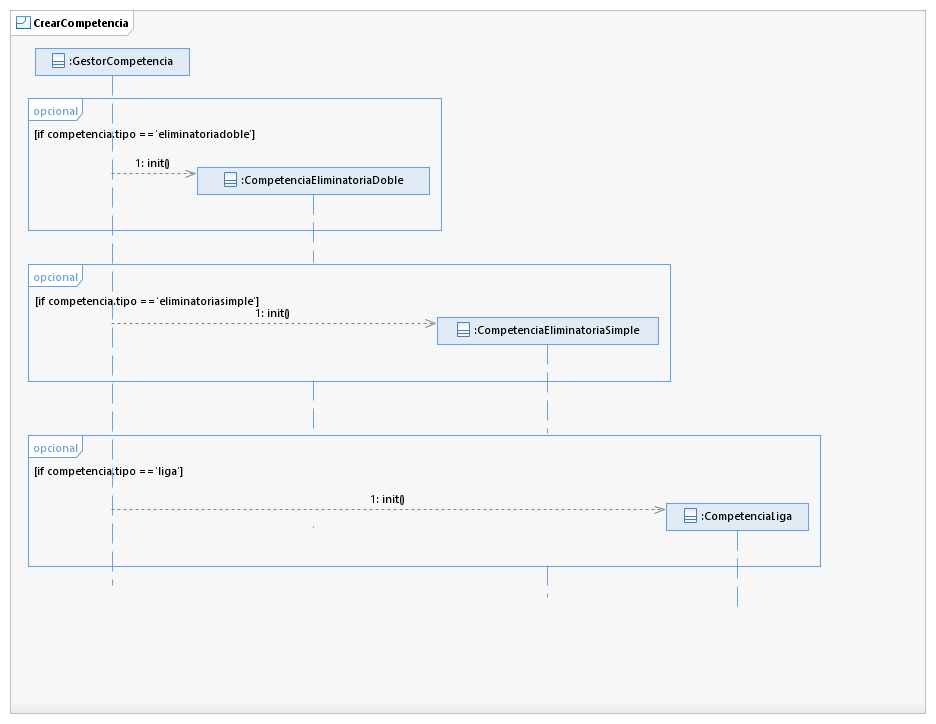 CrearCompetencia
:GestorCompetencia
opcional
[if competencia.tipo == 'eliminatoriadoble']
1: init()
:CompetenciaEliminatoriaDoble
opcional
[if competencia.tipo == 'eliminatoriasimple']
1: init()
:CompetenciaEliminatoriaSimple
opcional
[if competencia.tipo == 'liga']
1: init()
:CompetenciaLiga